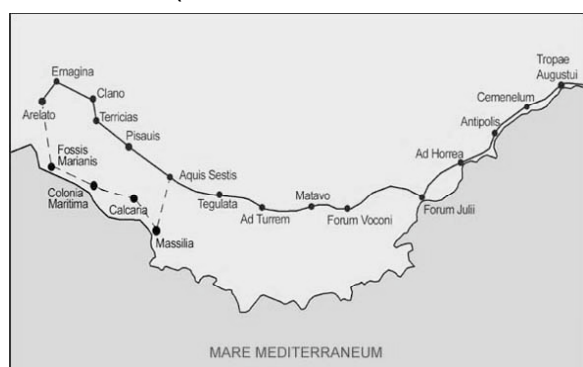 Tropae
Augustui
Ernagina
Cemenelum
Clano
Arelato
Terricias
Antipolis
Pisauis
Fossis
Marianis
Ad Horrea
Aquis Sestis
Colonia
Maritima
Calcaria
Tegulata
Ad Turrem
Matavo
Forum Voconi
Forum Julii
Massilia
MARE MEDITERRANEUM